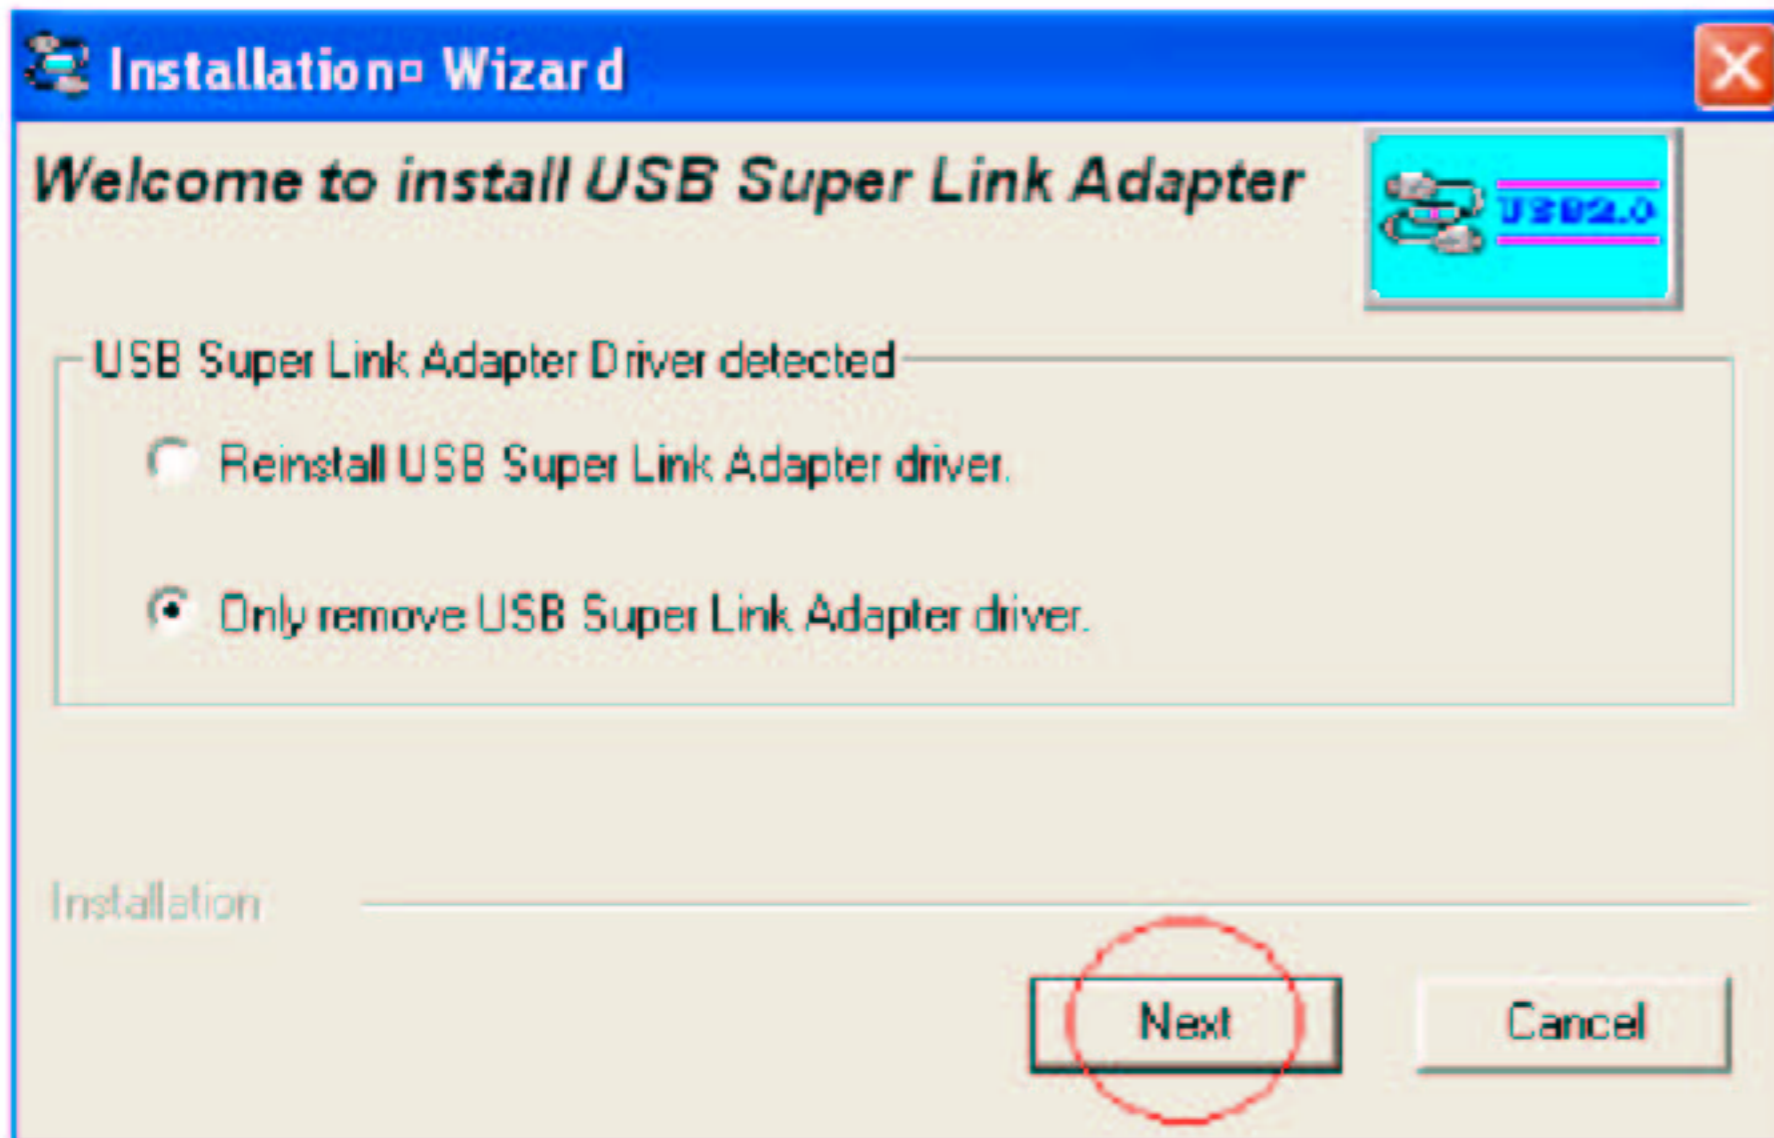 Installation¤ Wizard
Welcome to install USB Super Link Adapter
USB2.0
USB Super Link Adapter Driver detected
Reinstall USB Super Link Adapter driver.
Only remove USB Super Link Adapter driver.
Installation
Next
Cancel